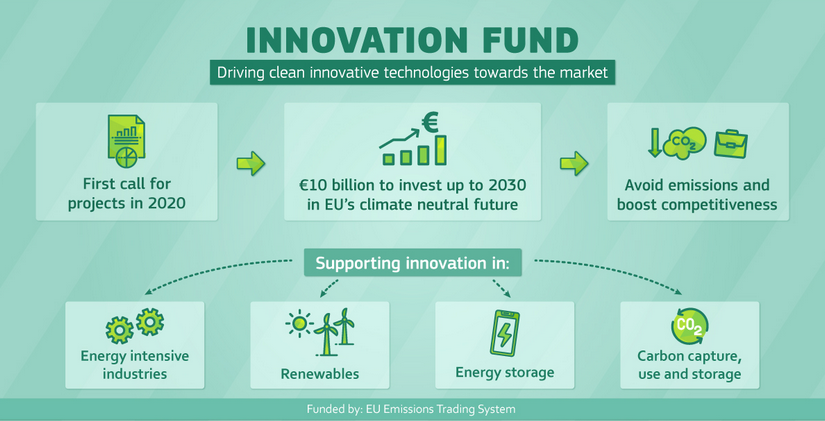 INNOVATION FUND
Driving clean innovative technologies towards the market
First call for
projects in 2020
€
€10 billion to invest up to 2030
in EU's climate neutral future
CO₂
Avoid emissions and
boost competitiveness
Supporting innovation in:
Energy intensive
industries
Renewables
Energy storage
CO₂
Carbon capture,
use and storage
Funded by: EU Emissions Trading System